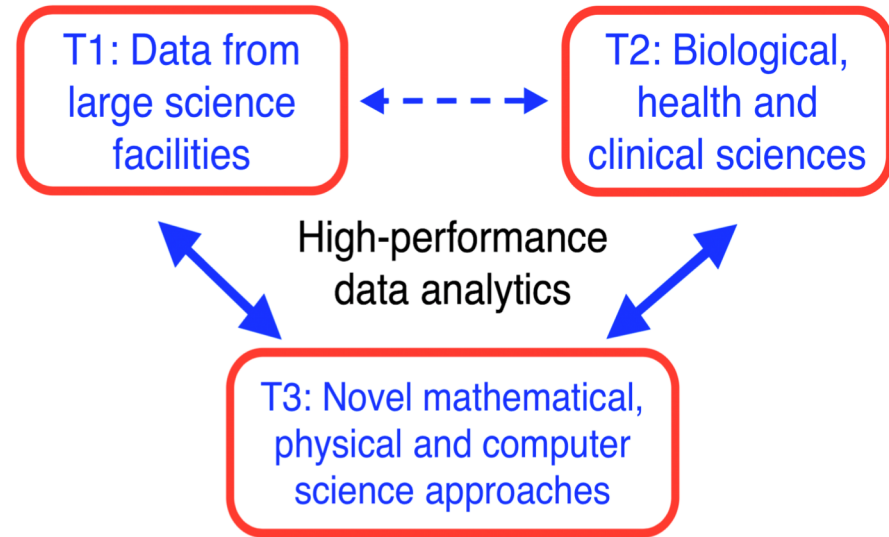 T1: Data from
large science
facilities
T2: Biological,
health and
clinical sciences
High-performance
data analytics
T3: Novel mathematical,
physical and computer
science approaches